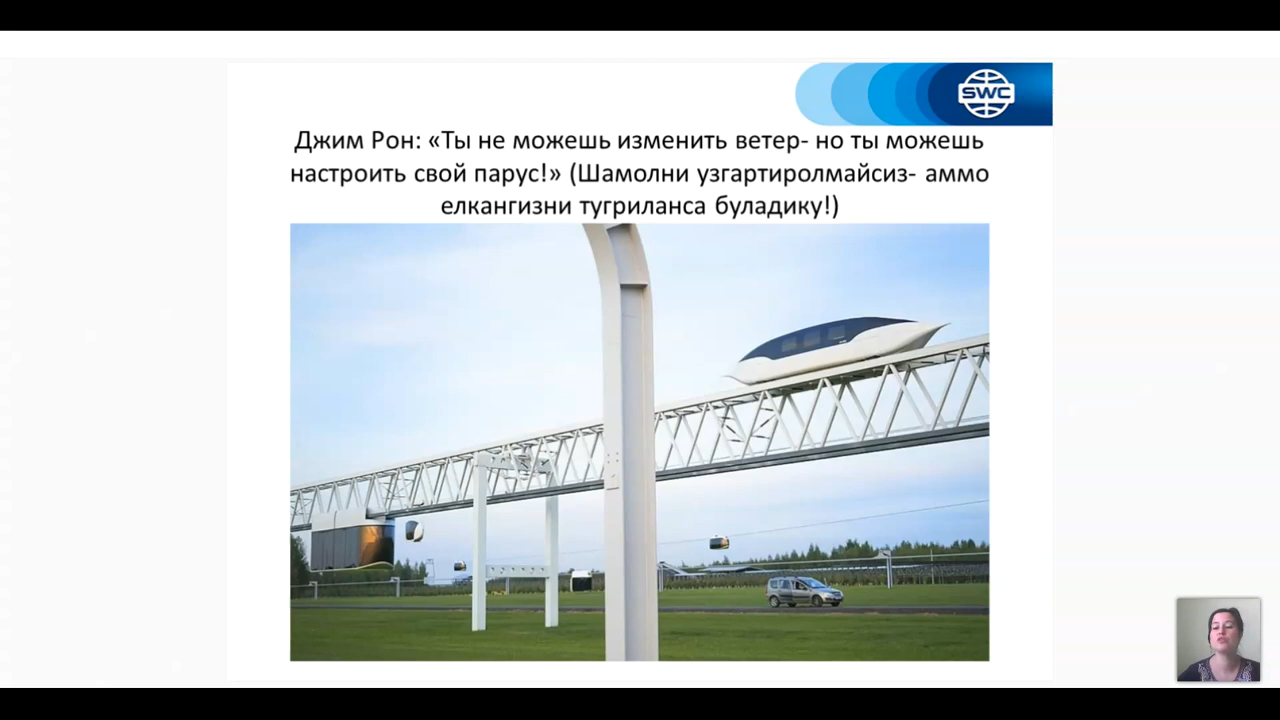 SWC
Джим Рон: «Ты не можешь изменить ветер- но ты можешь
настроить свой парус!» (Шамолни узгартиролмайсиз- аммо
елкангизни тугриланса буладику!)